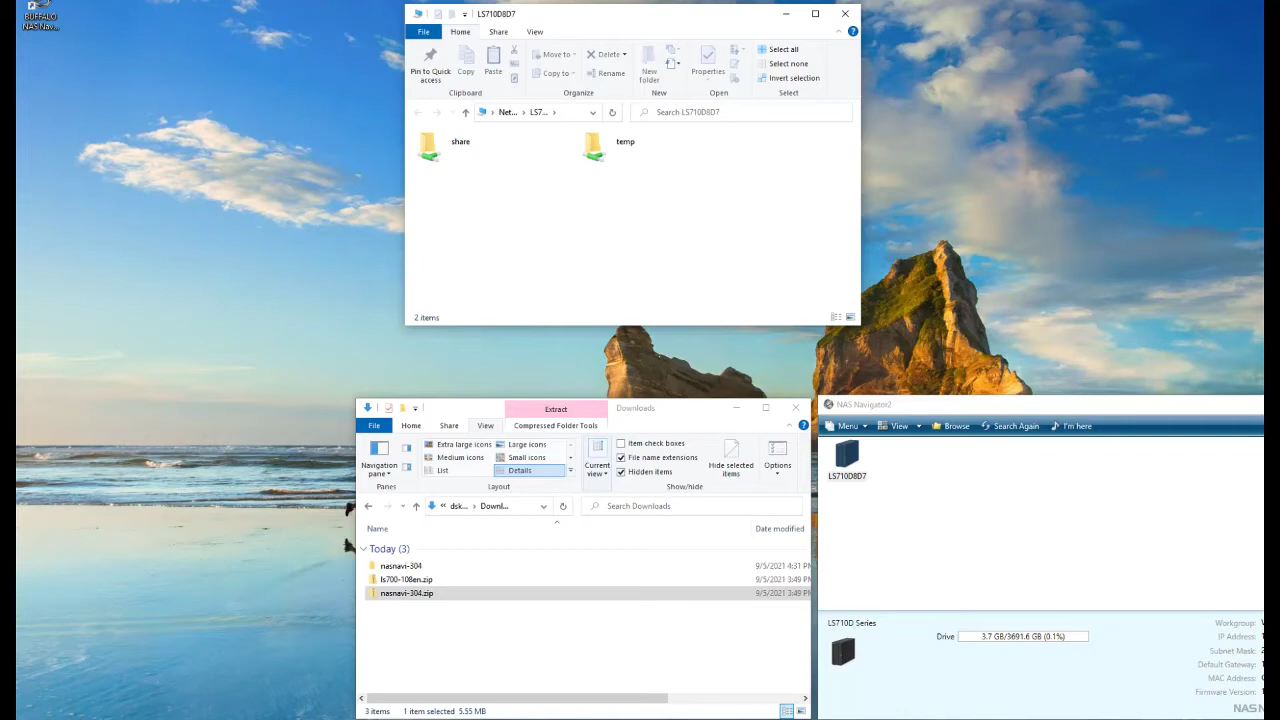 BUFFALO
NAS Nav...
LS710D8D7
File
Home
Share
View
Pin to Quick
access
Copy
Paste
Move to
Copy to
Delete
Rename
New
folder
Properties
Select all
Select none
Invert selection
Clipboard
Organize
New
Open
Select
Net...
LS7...
Search LS710D8D7
share
temp
2 items
Extract
Downloads
File
Home
Share
View
Compressed Folder Tools
Navigation
pane
Extra large icons
Large icons
Medium icons
Small icons
List
Details
Current
view
Item check boxes
File name extensions
Hidden items
Hide selected
items
Options
Panes
Layout
Show/hide
dsk...
Downl...
Search Downloads
Name
Date modified
Today (3)
nasnavi-304
9/5/2021 4:31 PM
ls700-108en.zip
9/5/2021 3:49 PM
nasnavi-304.zip
9/5/2021 3:49 PM
3 items
1 item selected 5.55 MB
NAS Navigator2
Menu
View
Browse
Search Again
I'm here
LS710D8D7
LS710D Series
Drive
3.7 GB/3691.6 GB (0.1%)
Workgroup:
IP Address:
Subnet Mask:
Default Gateway:
MAC Address:
Firmware Version:
NAS N